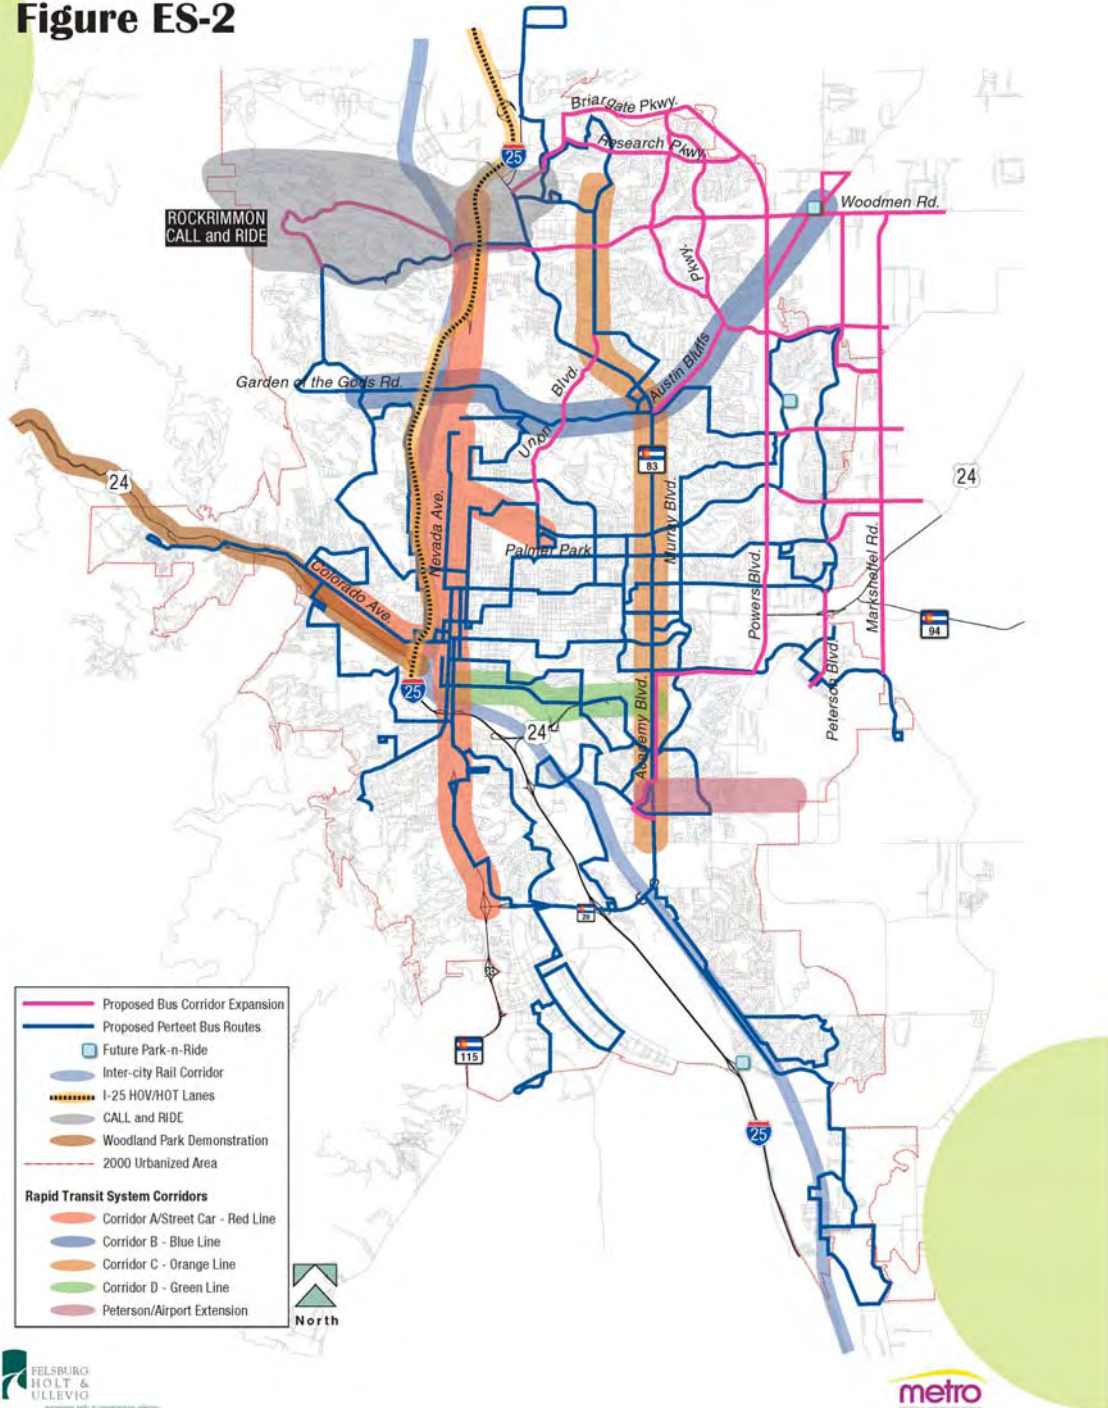 Figure ES-2
Briargate Pkwy.
25
Research Pkwy.
Woodmen Rd.
ROCKRIMMON
CALL and RIDE
Pkwy.
Garden of the Gods Rd.
Blvd.
Austin Bluffs
Union
83
24
24
Nevada Ave.
Murray Blvd.
Palmer Park
Colorado Ave.
Powers Blvd.
Marksheffel Rd.
94
Peterson Blvd.
25
24
Academy Blvd.
115
25
Proposed Bus Corridor Expansion
Proposed Perteet Bus Routes
Future Park-n-Ride
Inter-city Rail Corridor
I-25 HOV/HOT Lanes
CALL and RIDE
Woodland Park Demonstration
2000 Urbanized Area
Rapid Transit System Corridors
Corridor A/Street Car - Red Line
Corridor B - Blue Line
Corridor C - Orange Line
Corridor D - Green Line
Peterson/Airport Extension
North
FELSBURG
HOLT &
ULLEVIG
metro